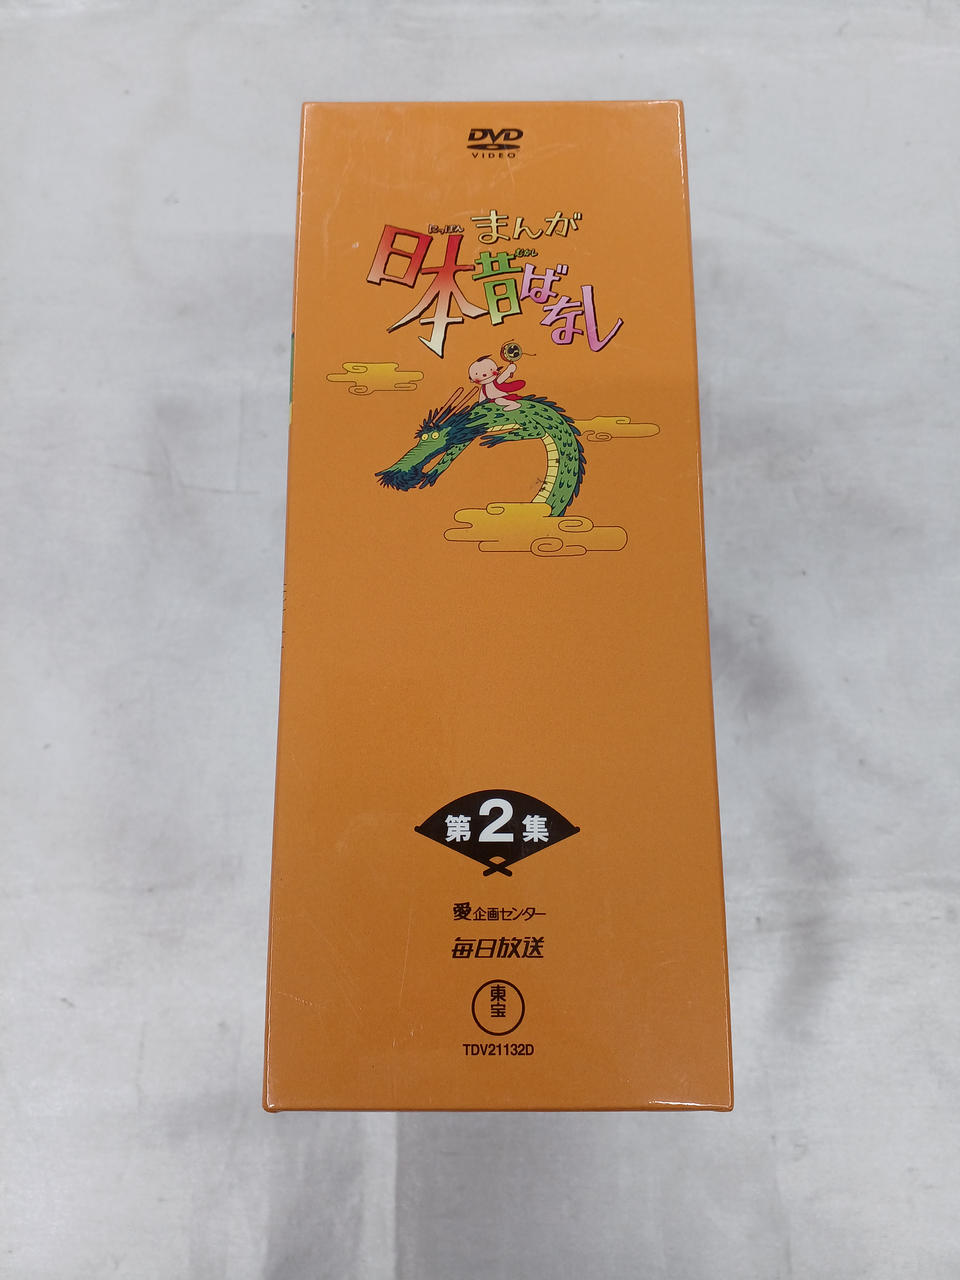 DVD
VIDEO
まんが
にっぽん むかし
日本昔ばなし
第2集
愛企画センター
毎日放送
東宝
TDV21132D